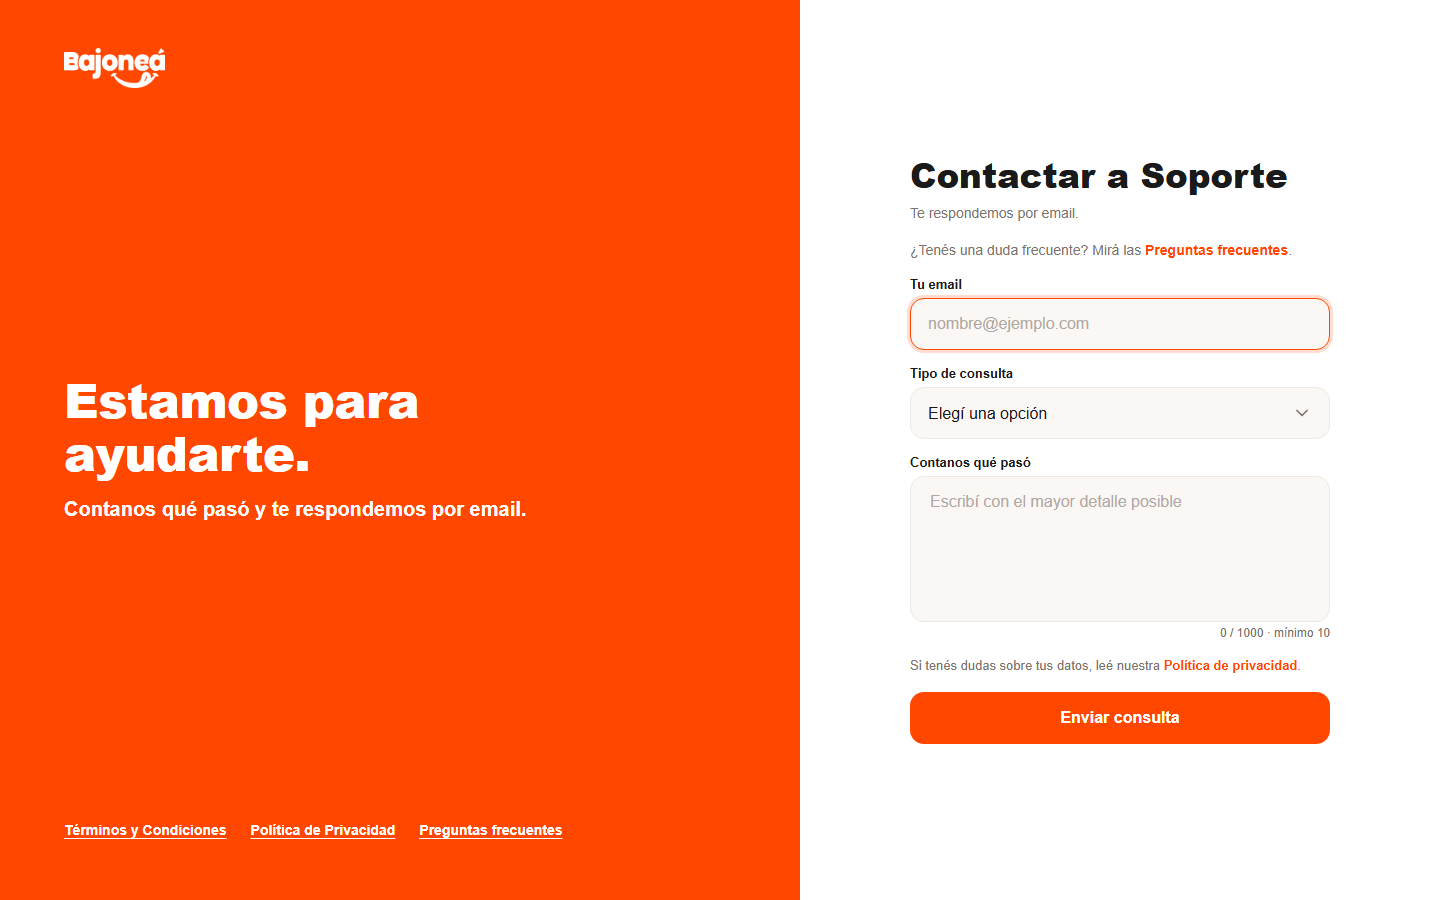 Bajoneá
Estamos para
ayudarte.
Contanos qué pasó y te respondemos por email.
Términos y Condiciones
Política de Privacidad
Preguntas frecuentes
Contactar a Soporte
Te respondemos por email.
¿Tenés una duda frecuente? Mirá las Preguntas frecuentes.
Tu email
nombre@ejemplo.com
Tipo de consulta
Elegí una opción
Contanos qué pasó
Escribí con el mayor detalle posible
0 / 1000 · mínimo 10
Si tenés dudas sobre tus datos, leé nuestra Política de privacidad.
Enviar consulta